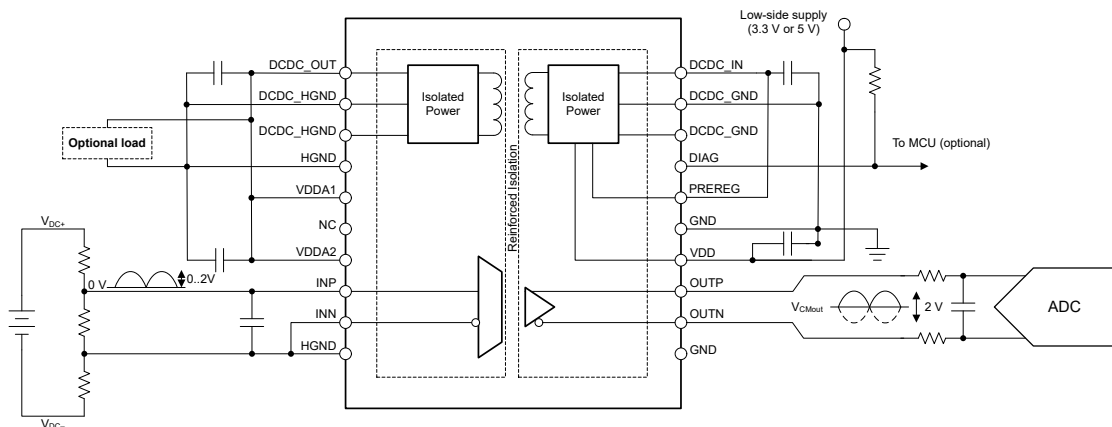 Low-side supply
(3.3 V or 5 V)
DCDC_OUT
DCDC_HGND
DCDC_HGND
HGND
VDDA1
NC
VDDA2
INP
INN
HGND
Isolated
Power
Isolated
Power
Reinforced Isolation
DCDC_IN
DCDC_GND
DCDC_GND
DIAG
PREREG
GND
VDD
OUTP
OUTN
GND
Optional load
To MCU (optional)
VDC+
0 V
0..2V
VDC–
VCMout
2 V
ADC